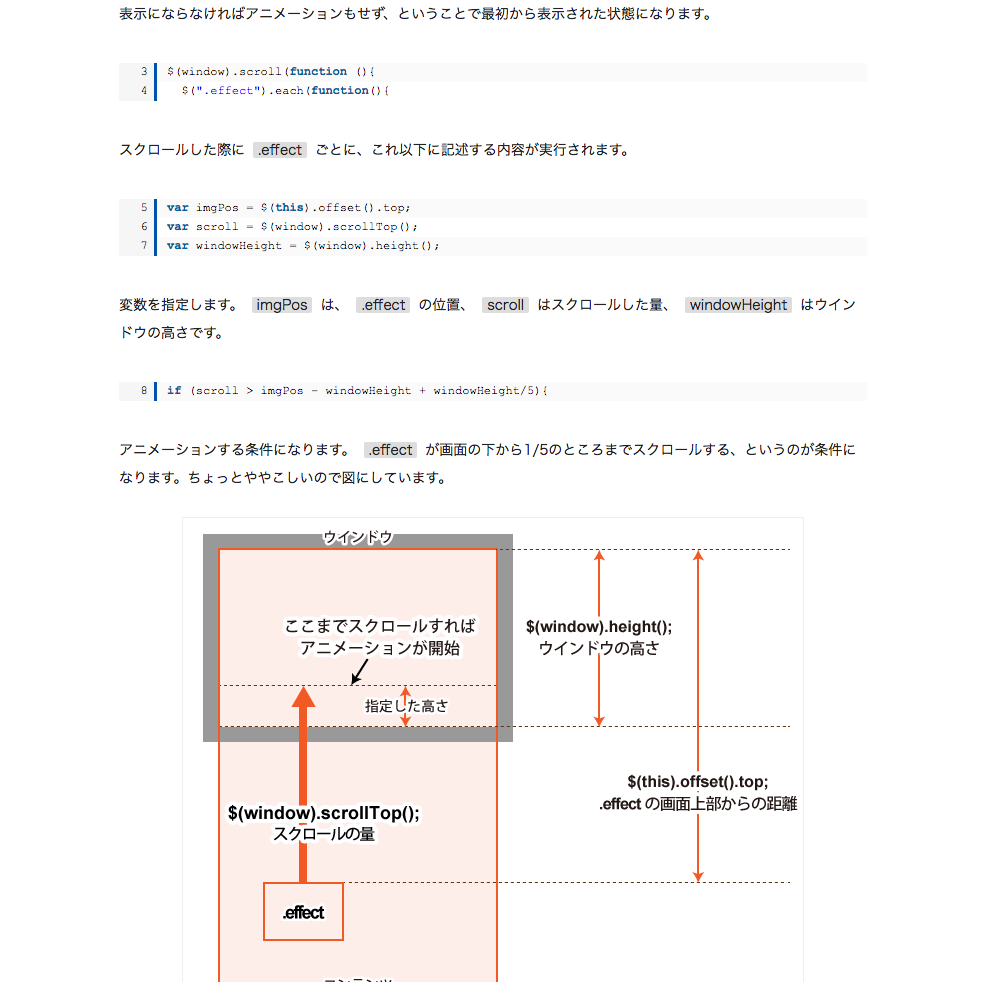 表示にならなければアニメーションもせず、ということで最初から表示された状態になります。
3 $(window).scroll(function (){
4 $(".effect").each(function(){
スクロールした際に .effect ごとに、これ以下に記述する内容が実行されます。
5 var imgPos = $(this).offset().top;
6 var scroll = $(window).scrollTop();
7 var windowHeight = $(window).height();
変数を指定します。 imgPos は、 .effect の位置、 scroll はスクロールした量、 windowHeight はウイン
ドウの高さです。
8 if (scroll > imgPos - windowHeight + windowHeight/5){
アニメーションする条件になります。 .effect が画面の下から1/5のところまでスクロールする、というのが条件に
なります。ちょっとややこしいので図にしています。
ウインドウ
ここまでスクロールすれば
アニメーションが開始
$(window).height();
ウインドウの高さ
指定した高さ
$(this).offset().top;
.effect の画面上部からの距離
$(window).scrollTop();
スクロールの量
.effect